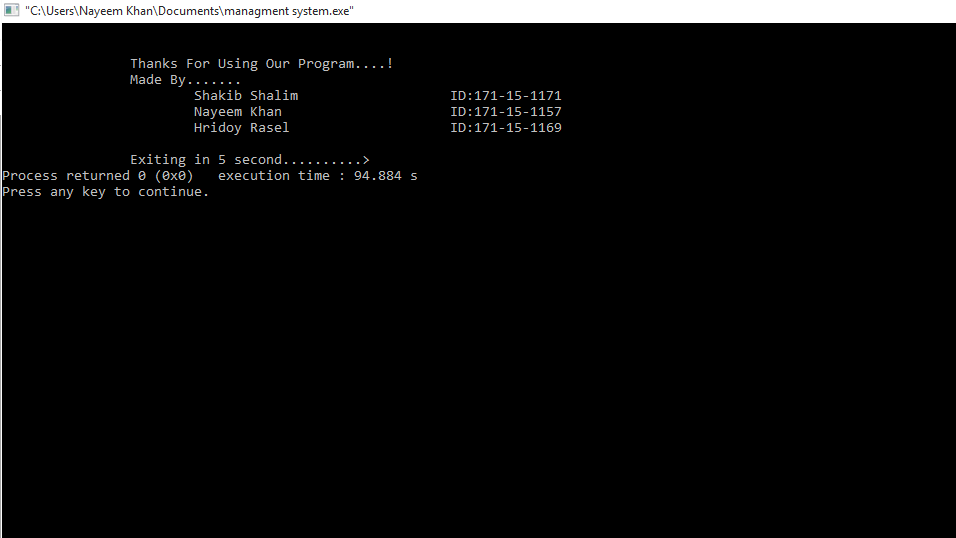 "C:\Users\Nayeem Khan\Documents\managment system.exe"
Thanks For Using Our Program....!
Made By.......
Shakib Shalim ID:171-15-1171
Nayeem Khan ID:171-15-1157
Hridoy Rasel ID:171-15-1169
Exiting in 5 second..........>
Process returned 0 (0x0) execution time : 94.884 s
Press any key to continue.